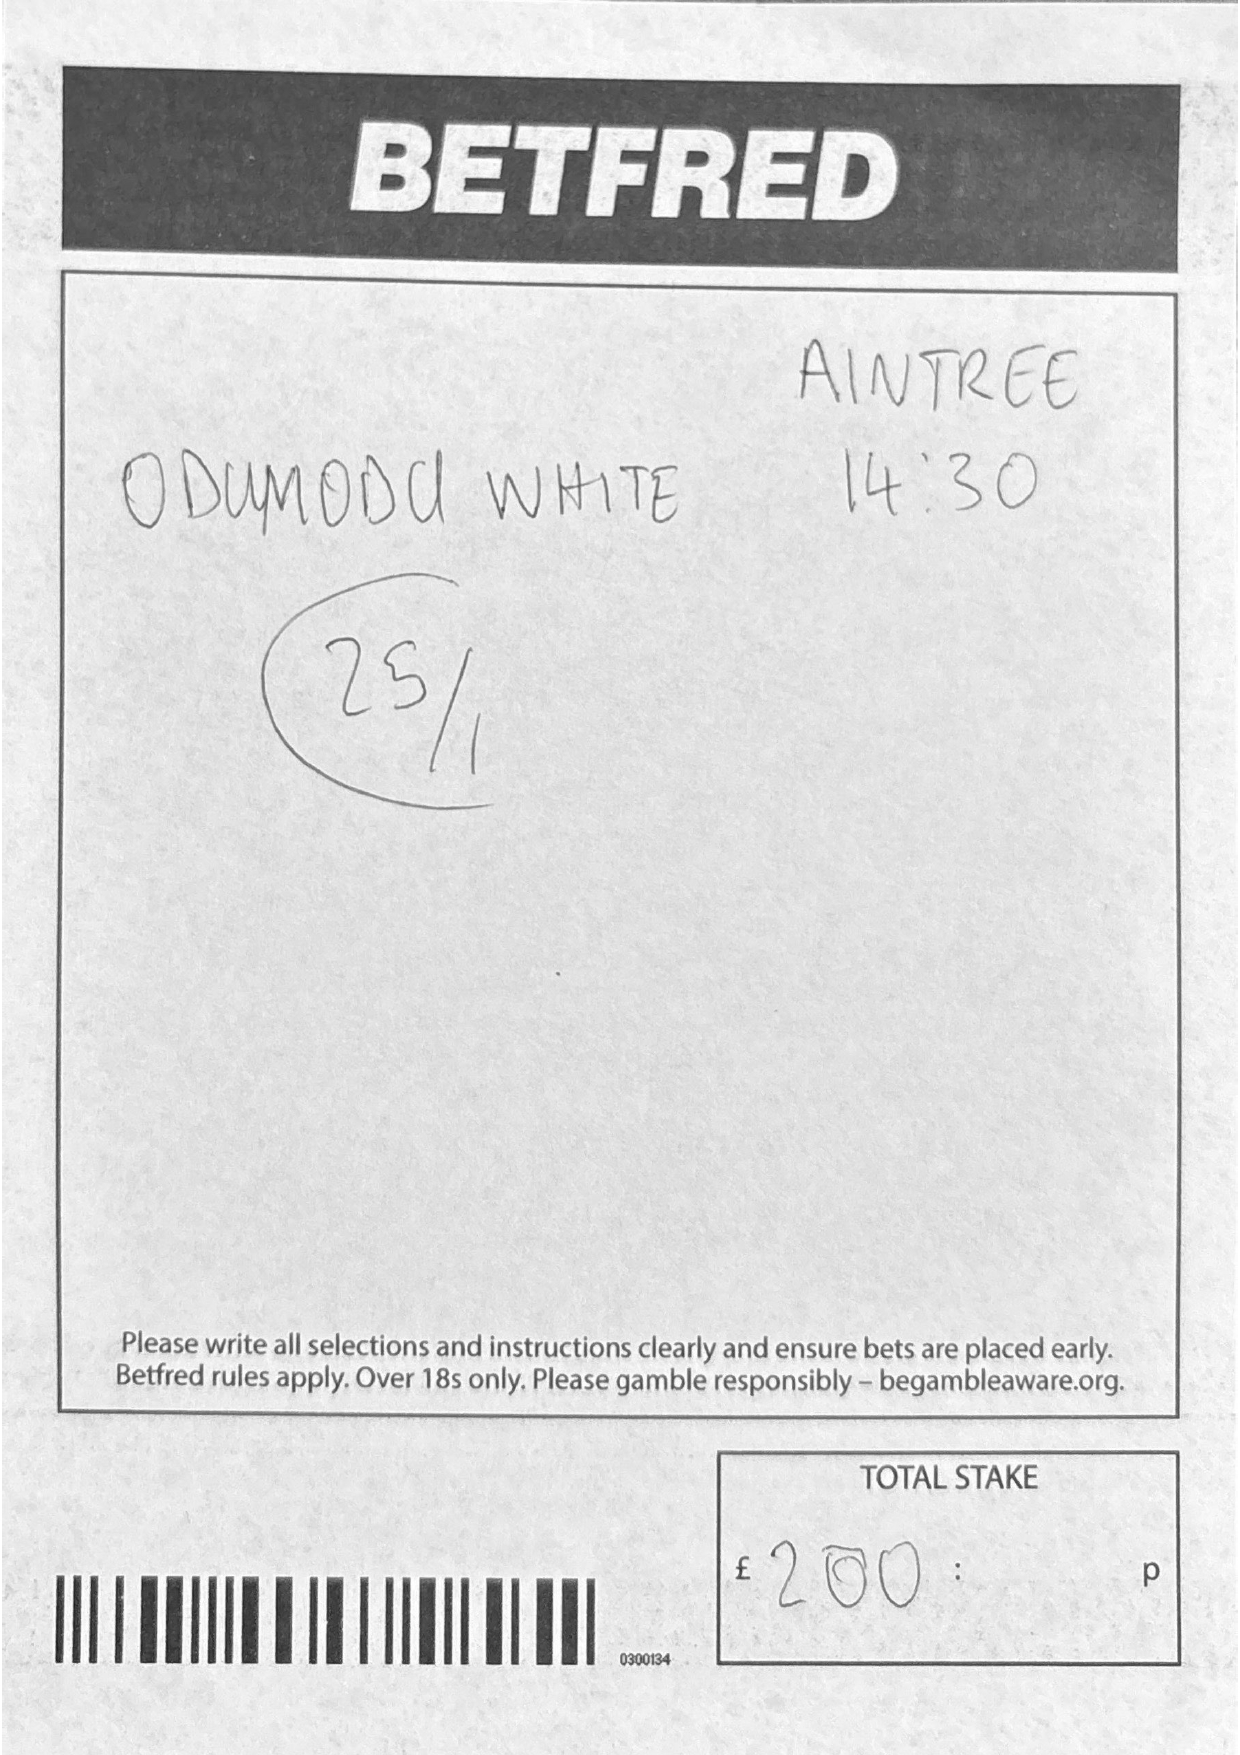 BETFRED
AINTREE
ODUMODU WHITE 14:30
25/1
Please write all selections and instructions clearly and ensure bets are placed early.
Betfred rules apply. Over 18s only. Please gamble responsibly – begambleaware.org.
TOTAL STAKE
£ 200 : p
0300134